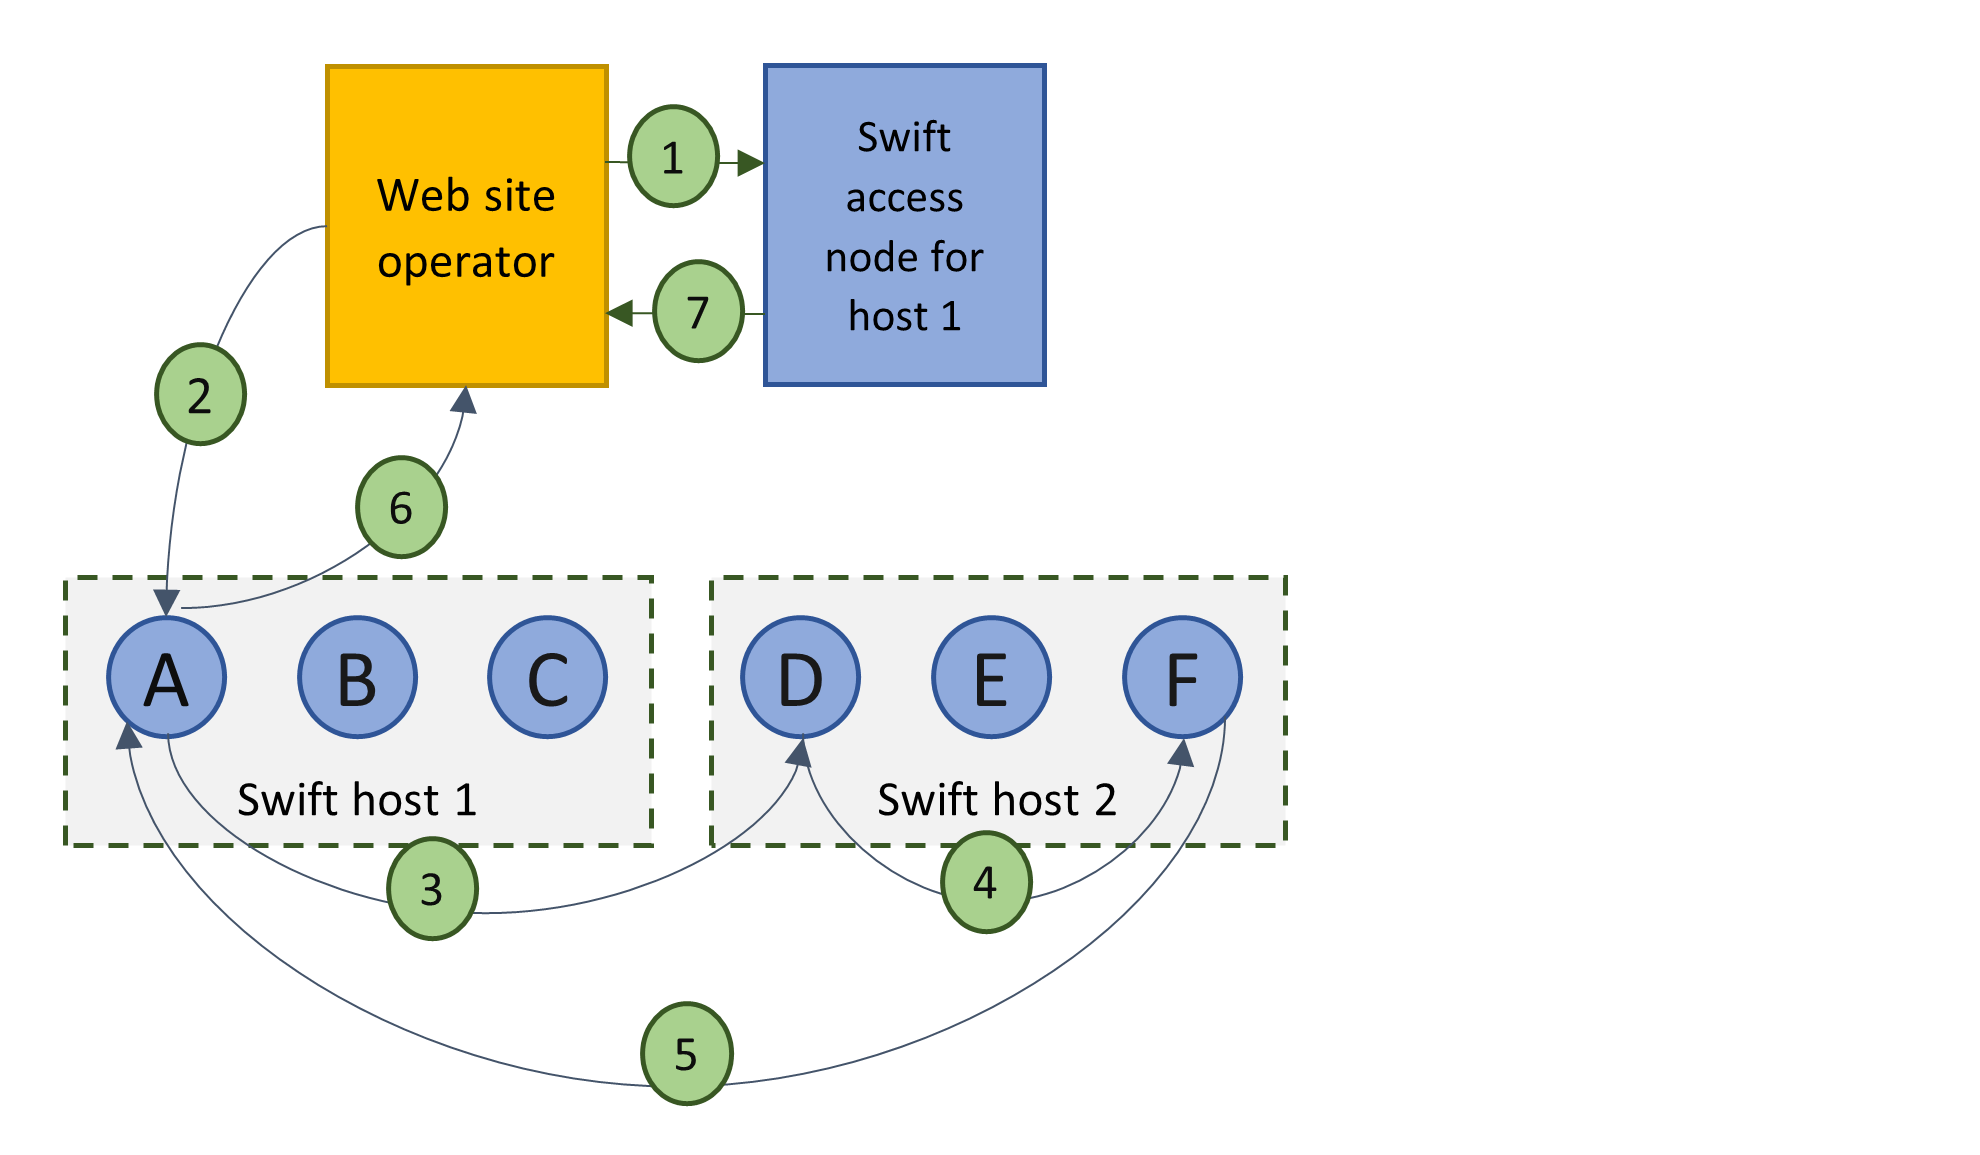 Web site
operator
1
Swift
access
node for
host 1
7
2
6
A
B
C
Swift host 1
D
E
F
Swift host 2
3
4
5